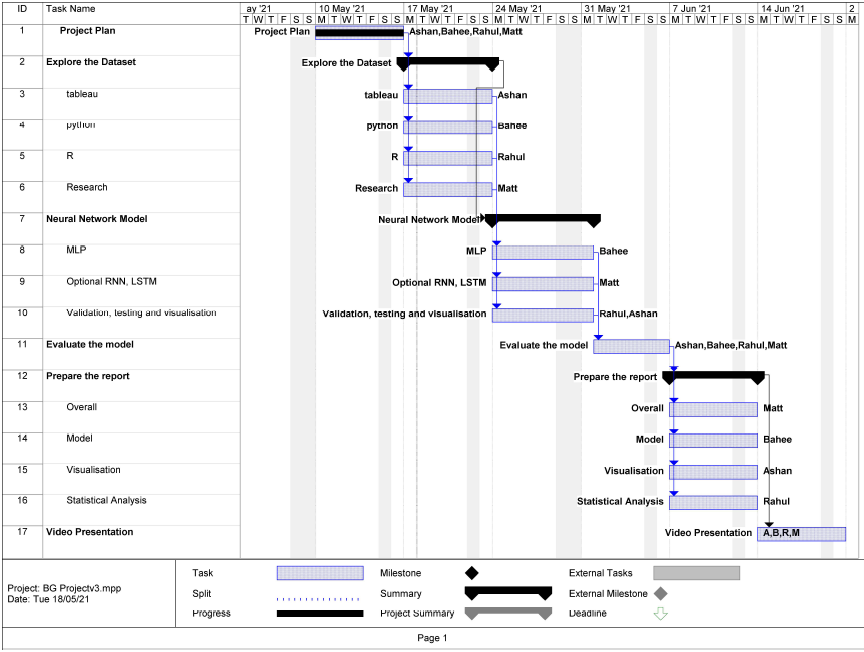 ID Task Name ay '21 10 May '21 17 May '21 24 May '21 31 May '21 7 Jun '21 14 Jun '21 2
T W T F S S M T W T F S S M T W T F S S M T W T F S S M T W T F S S M T W T F S S M T W T F S S M
1 Project Plan Project Plan Ashan,Bahee,Rahul,Matt
2 Explore the Dataset Explore the Dataset
3 tableau tableau Ashan
4 python python Bahee
5 R R Rahul
6 Research Research Matt
7 Neural Network Model Neural Network Model
8 MLP MLP Bahee
9 Optional RNN, LSTM Optional RNN, LSTM Matt
10 Validation, testing and visualisation Validation, testing and visualisation Rahul,Ashan
11 Evaluate the model Evaluate the model Ashan,Bahee,Rahul,Matt
12 Prepare the report Prepare the report
13 Overall Overall Matt
14 Model Model Bahee
15 Visualisation Visualisation Ashan
16 Statistical Analysis Statistical Analysis Rahul
17 Video Presentation Video Presentation A,B,R,M
Project: BG Projectv3.mpp
Date: Tue 18/05/21
Task Milestone External Tasks
Split Summary External Milestone
Progress Project Summary Deadline
Page 1